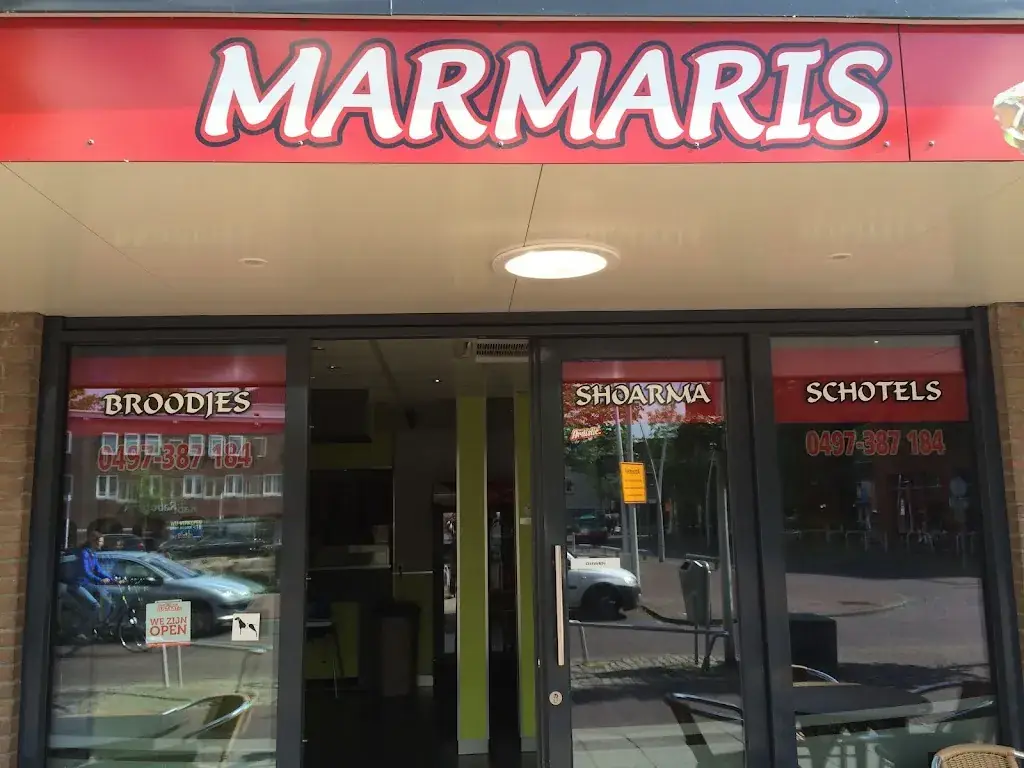 MARMARIS
BROODJES
0497-387 184
SHOARMA
SCHOTELS
0497-387 184
WE ZIJN
OPEN